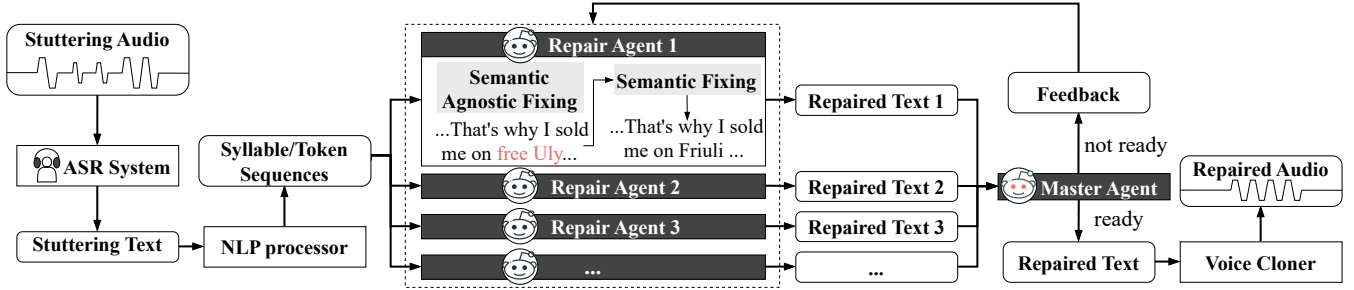 Stuttering Audio
ASR System
Stuttering Text
NLP processor
Syllable/Token
Sequences
Repair Agent 1
Semantic
Agnostic Fixing
...That's why I sold
me on free Uly...
Semantic Fixing
...That's why I sold
me on Friuli ...
Repair Agent 2
Repair Agent 3
...
Repaired Text 1
Repaired Text 2
Repaired Text 3
...
Feedback
not ready
Master Agent
ready
Repaired Text
Voice Cloner
Repaired Audio